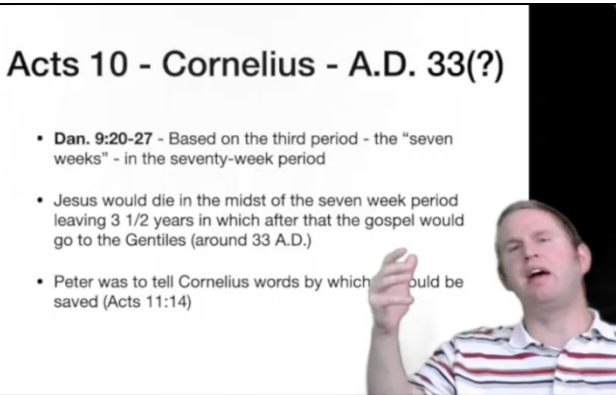 Acts 10 - Cornelius - A.D. 33(?)
• Dan. 9:20-27 - Based on the third period - the “seven
weeks” - in the seventy-week period
• Jesus would die in the midst of the seven week period
leaving 3 1/2 years in which after that the gospel would
go to the Gentiles (around 33 A.D.)
• Peter was to tell Cornelius words by which be
saved (Acts 11:14)